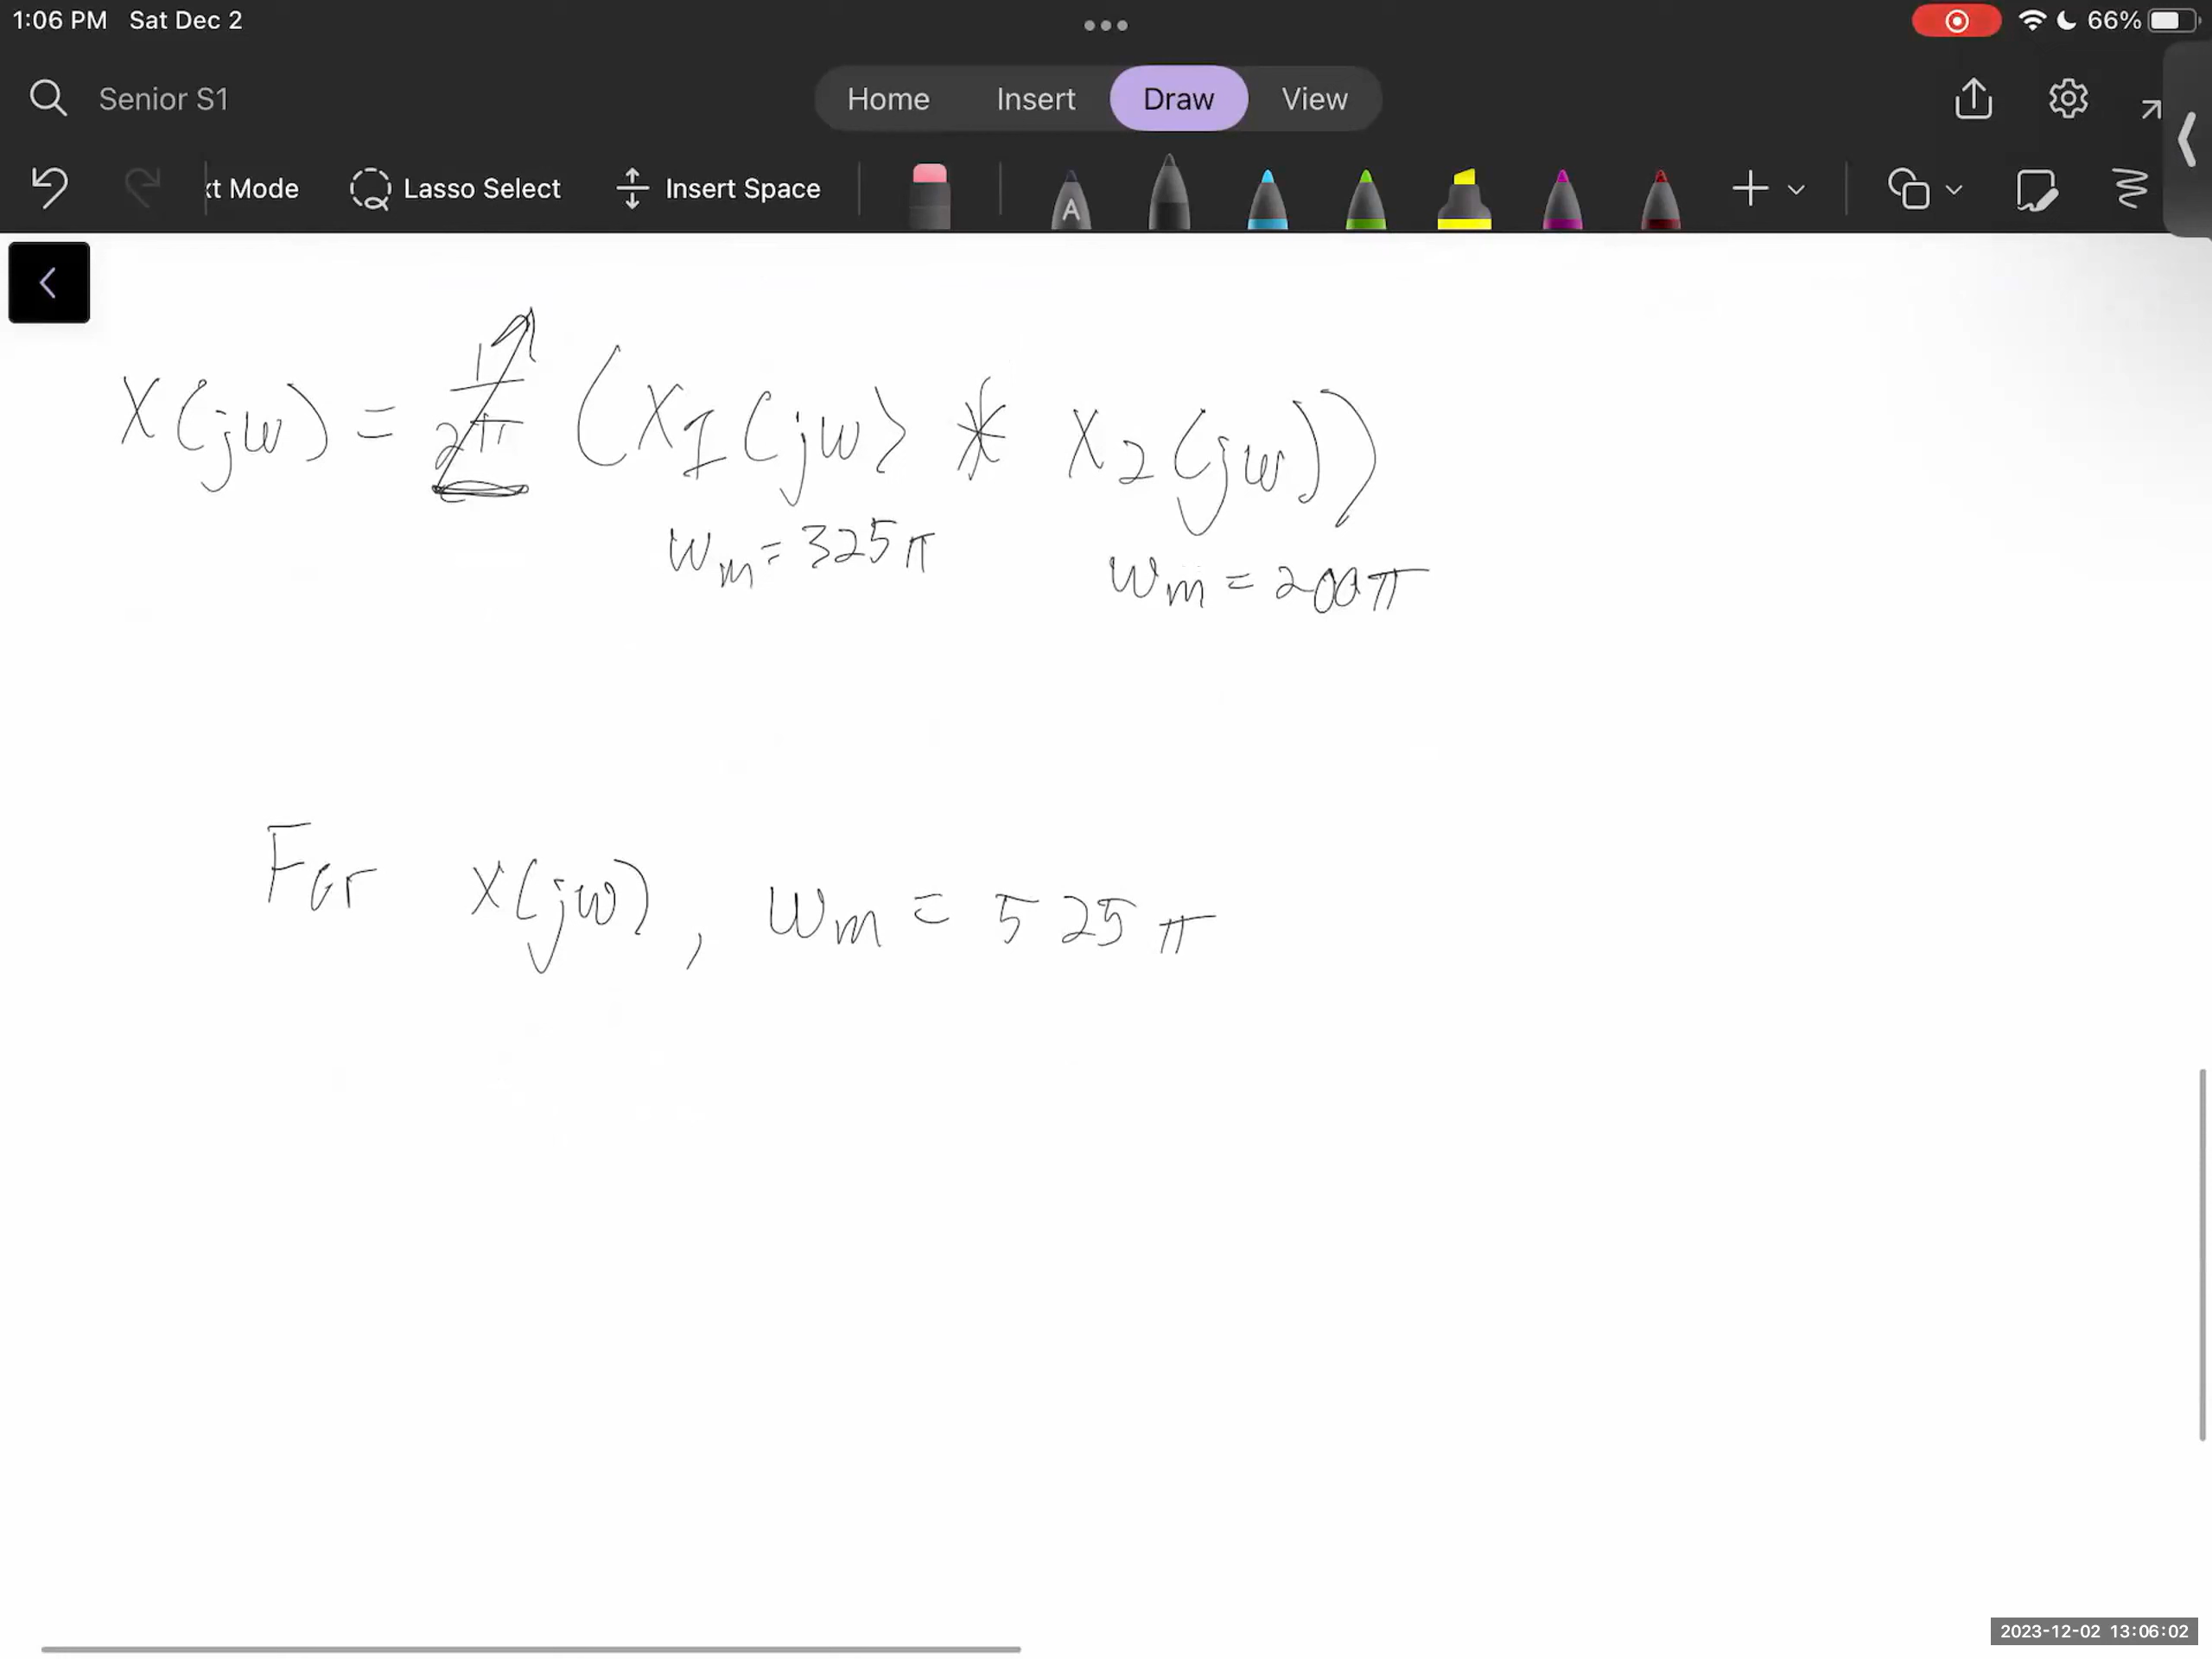 1:06 PM Sat Dec 2
66%
Senior S1
Home Insert Draw View
xt Mode Lasso Select Insert Space
A
X(jw) = 1/2π (X1(jw) * X2(jw))
wm = 325π
wm = 200π
For X(jw), wm = 525π
2023-12-02 13:06:02